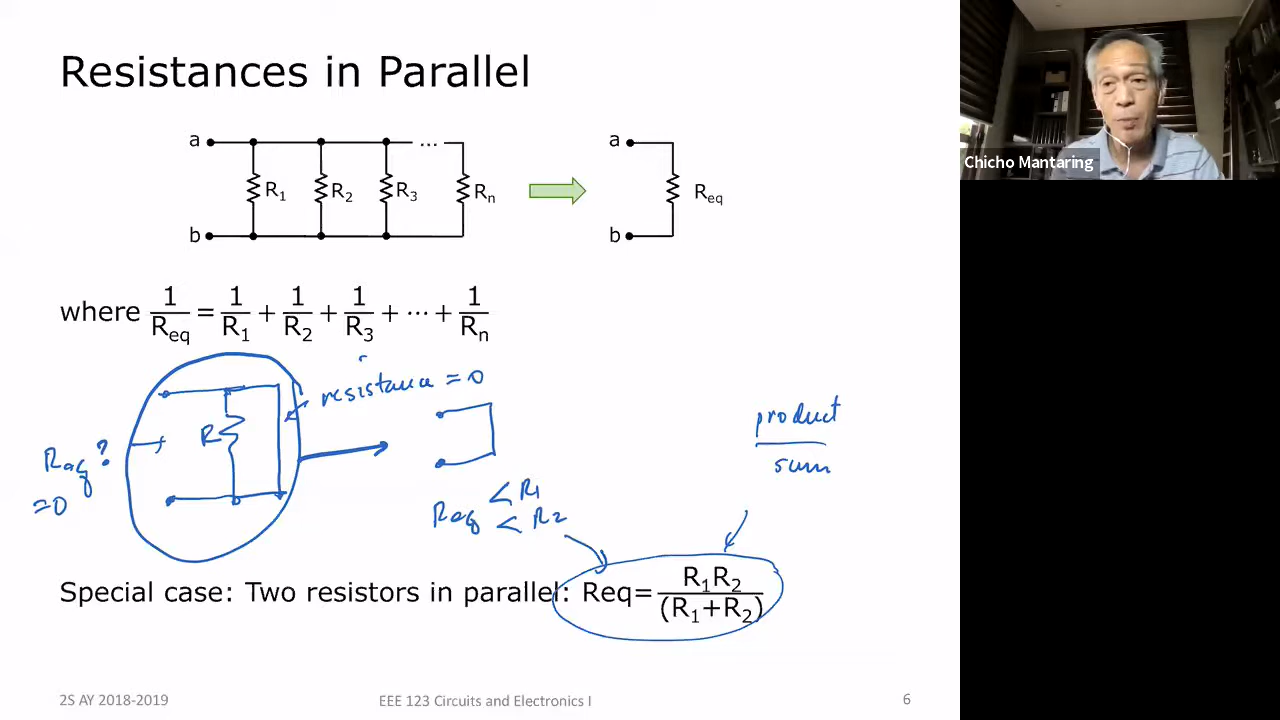 Resistances in Parallel
Chicho Mantaring
a R₁ R₂ R₃ ... Rₙ b
a R_eq b
where 1/R_eq = 1/R₁ + 1/R₂ + 1/R₃ + ⋯ + 1/Rₙ
resistance = 0
R
Req?
=0
product
sum
Req < R1
< R2
Special case: Two resistors in parallel: Req= R₁R₂/(R₁+R₂)
2S AY 2018-2019
EEE 123 Circuits and Electronics I
6